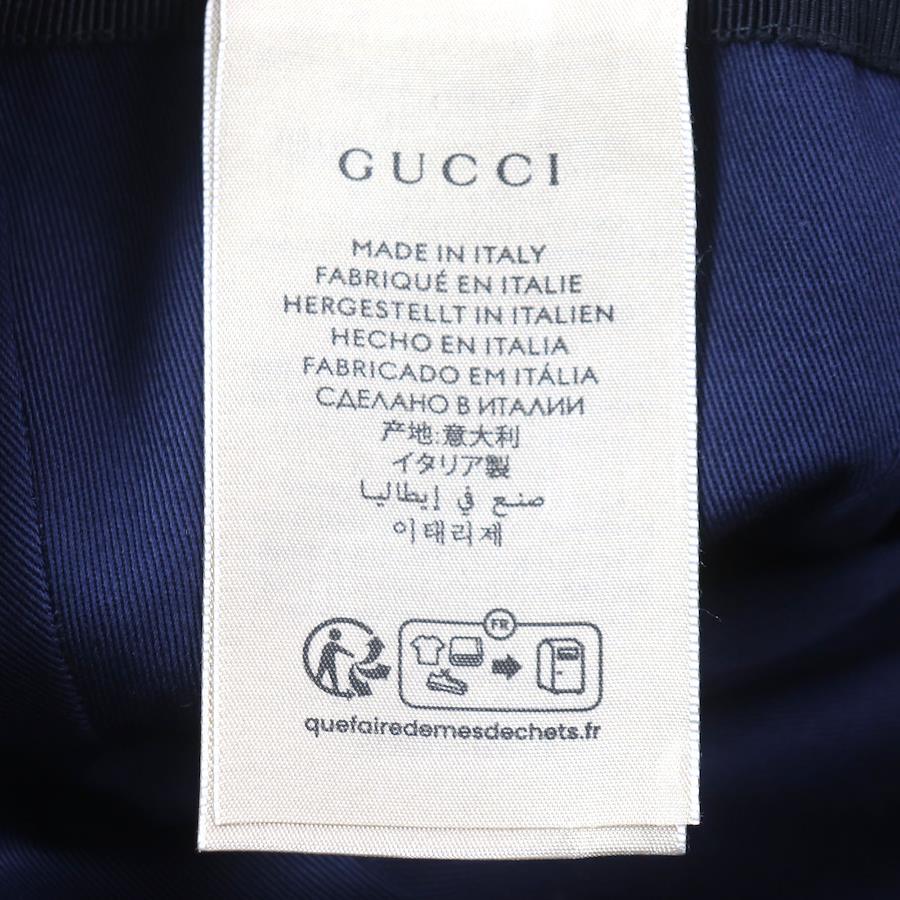 GUCCI
MADE IN ITALY
FABRIQUÉ EN ITALIE
HERGESTELLT IN ITALIEN
HECHO EN ITALIA
FABRICADO EM ITÁLIA
СДЕЛАНО В ИТАЛИИ
产地:意大利
イタリア製
صنع في إيطاليا
이태리제
FR
quefairedemesdechets.fr